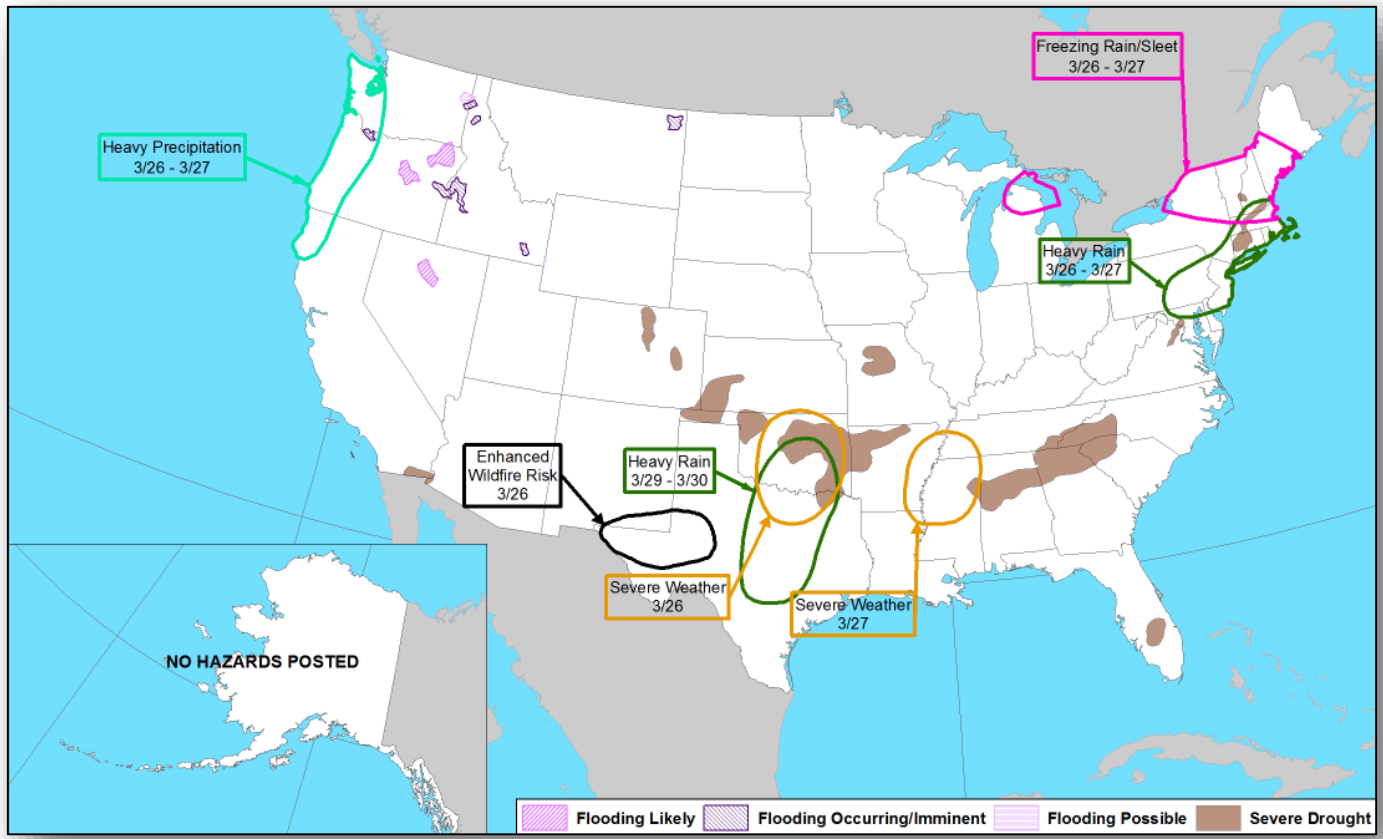 Freezing Rain/Sleet
3/26 - 3/27
Heavy Precipitation
3/26 - 3/27
Heavy Rain
3/26 - 3/27
Enhanced
Wildfire Risk
3/26
Heavy Rain
3/29 - 3/30
Severe Weather
3/26
Severe Weather
3/27
NO HAZARDS POSTED
Flooding Likely
Flooding Occurring/Imminent
Flooding Possible
Severe Drought